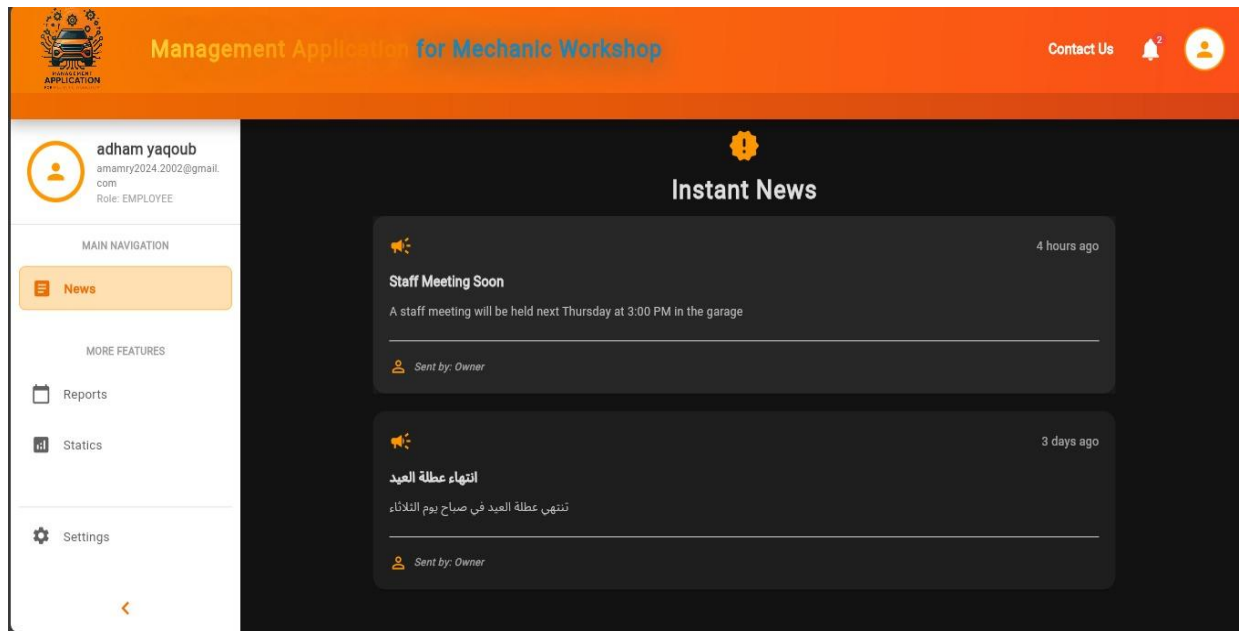 MANAGEMENT
APPLICATION
Management Application for Mechanic Workshop
Contact Us
2
adham yaqoub
amamry2024.2002@gmail.
com
Role: EMPLOYEE
MAIN NAVIGATION
News
MORE FEATURES
Reports
Statics
Settings
Instant News
4 hours ago
Staff Meeting Soon
A staff meeting will be held next Thursday at 3:00 PM in the garage
Sent by: Owner
3 days ago
انتهاء عطلة العيد
تنتهي عطلة العيد في صباح يوم الثلاثاء
Sent by: Owner